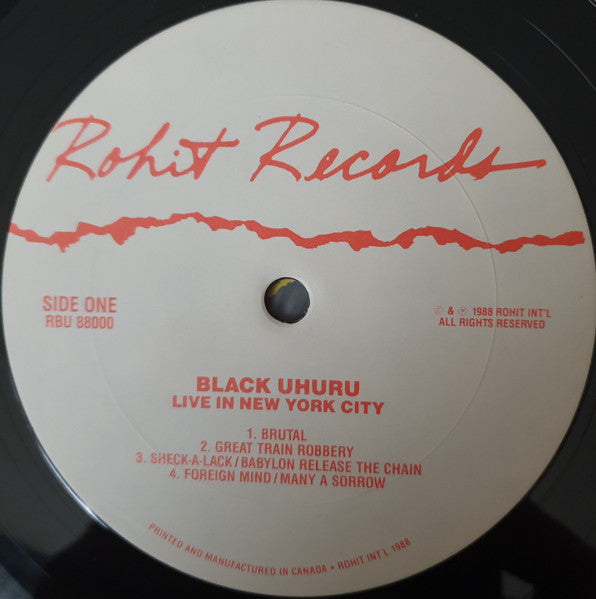 Rohit Records
SIDE ONE
RBU 88000
© & ℗ 1988 ROHIT INT'L
ALL RIGHTS RESERVED
BLACK UHURU
LIVE IN NEW YORK CITY
1. BRUTAL
2. GREAT TRAIN ROBBERY
3. SHECK-A-LACK/BABYLON RELEASE THE CHAIN
4. FOREIGN MIND/MANY A SORROW
PRINTED AND MANUFACTURED IN CANADA • ROHIT INT'L 1988